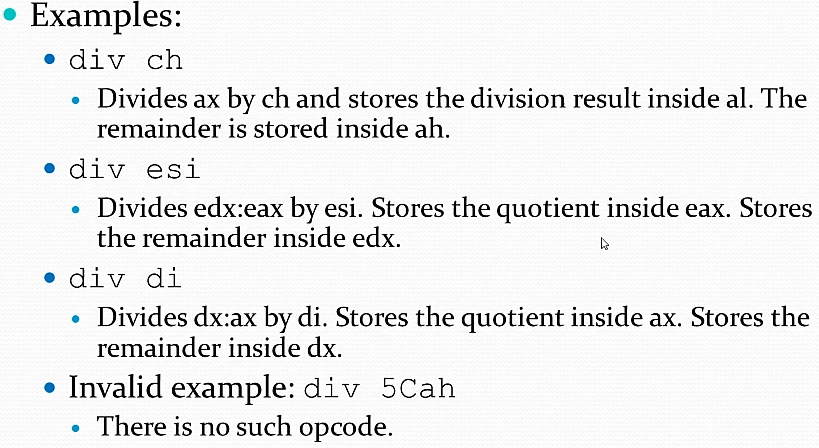 Examples:
div ch
Divides ax by ch and stores the division result inside al. The
remainder is stored inside ah.
div esi
Divides edx:eax by esi. Stores the quotient inside eax. Stores
the remainder inside edx.
div di
Divides dx:ax by di. Stores the quotient inside ax. Stores the
remainder inside dx.
Invalid example: div 5Cah
There is no such opcode.